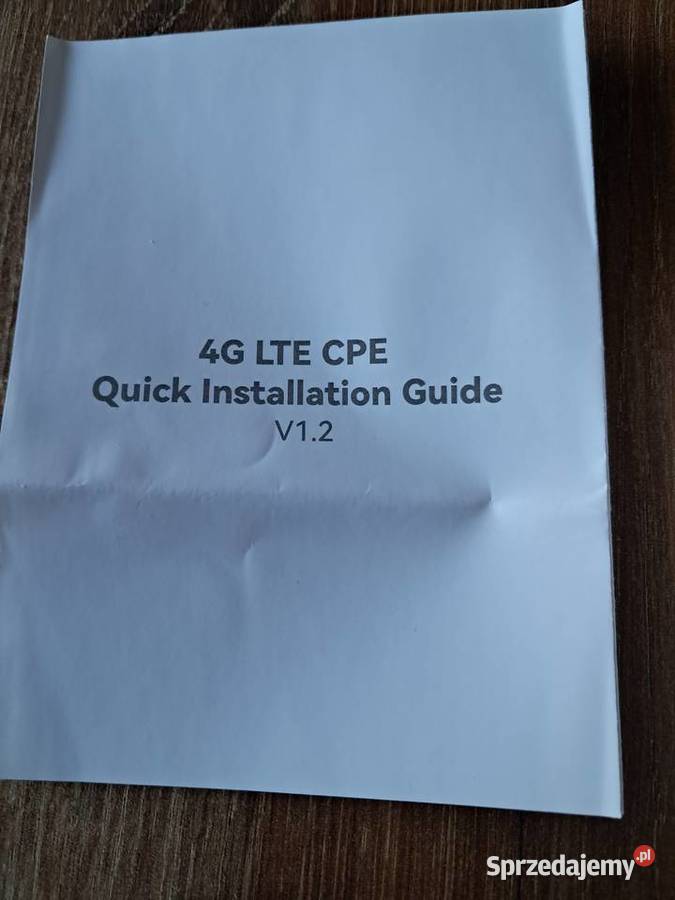 4G LTE CPE
Quick Installation Guide
V1.2
Sprzedajemy.pl